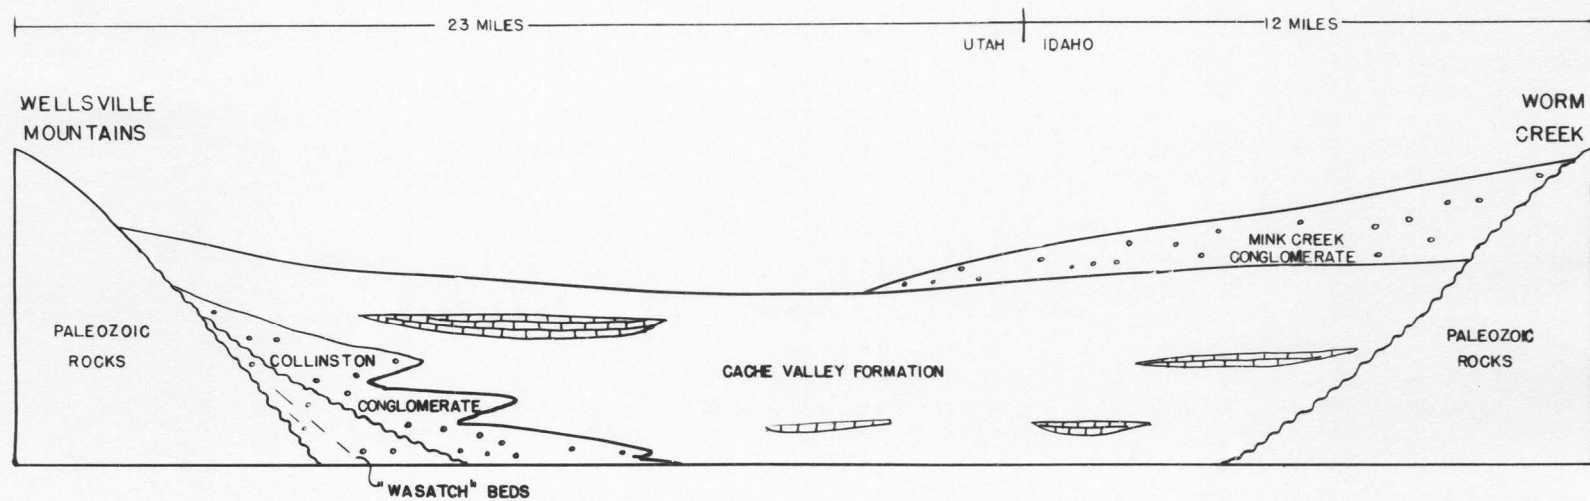 23 MILES
12 MILES
UTAH IDAHO
WELLSVILLE
MOUNTAINS
WORM
CREEK
MINK CREEK
CONGLOMERATE
PALEOZOIC
ROCKS
COLLINSTON
CONGLOMERATE
CACHE VALLEY FORMATION
PALEOZOIC
ROCKS
"WASATCH" BEDS